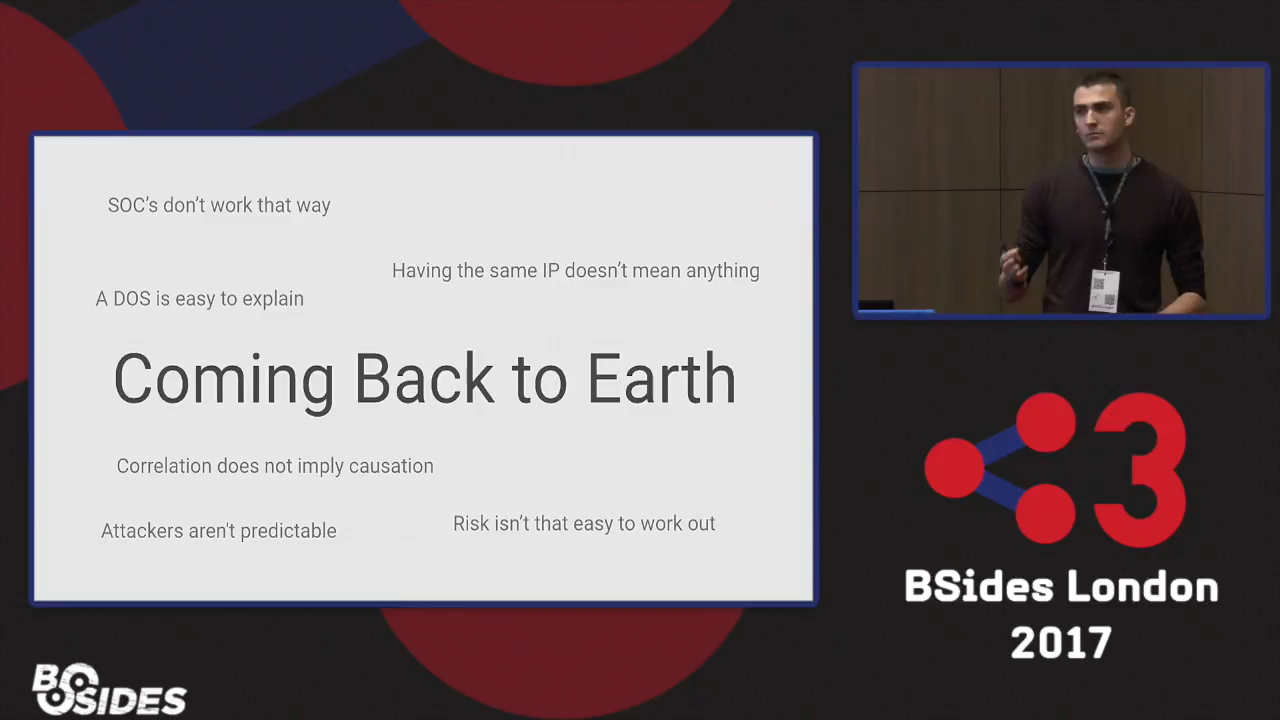 SOC's don't work that way
Having the same IP doesn't mean anything
A DOS is easy to explain
Coming Back to Earth
Correlation does not imply causation
Attackers aren't predictable
Risk isn't that easy to work out
3
BSides London
2017
BSIDES